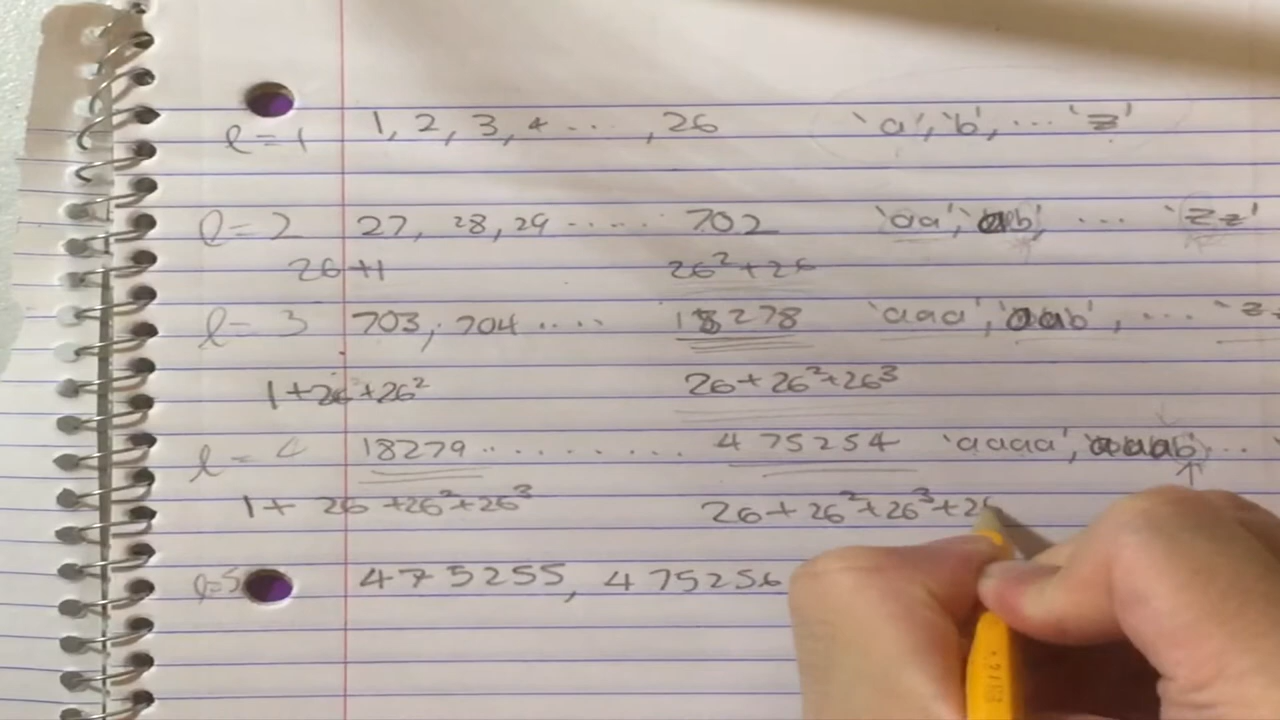 ℓ=1 1, 2, 3, 4 ...., 26 'a', 'b', ... 'z'
ℓ=2 27, 28, 29 ..... 702 'aa', 'ab', ... 'zz'
26+1 26²+26
ℓ=3 703, 704 .... 18278 'aaa', 'aab', ... 'z
1+26+26² 26+26²+26³
ℓ=4 18279 ......... 475254 'aaaa', 'aaab', ... '
1+26+26²+26³ 26+26²+26³+26
ℓ=5 475255, 475256